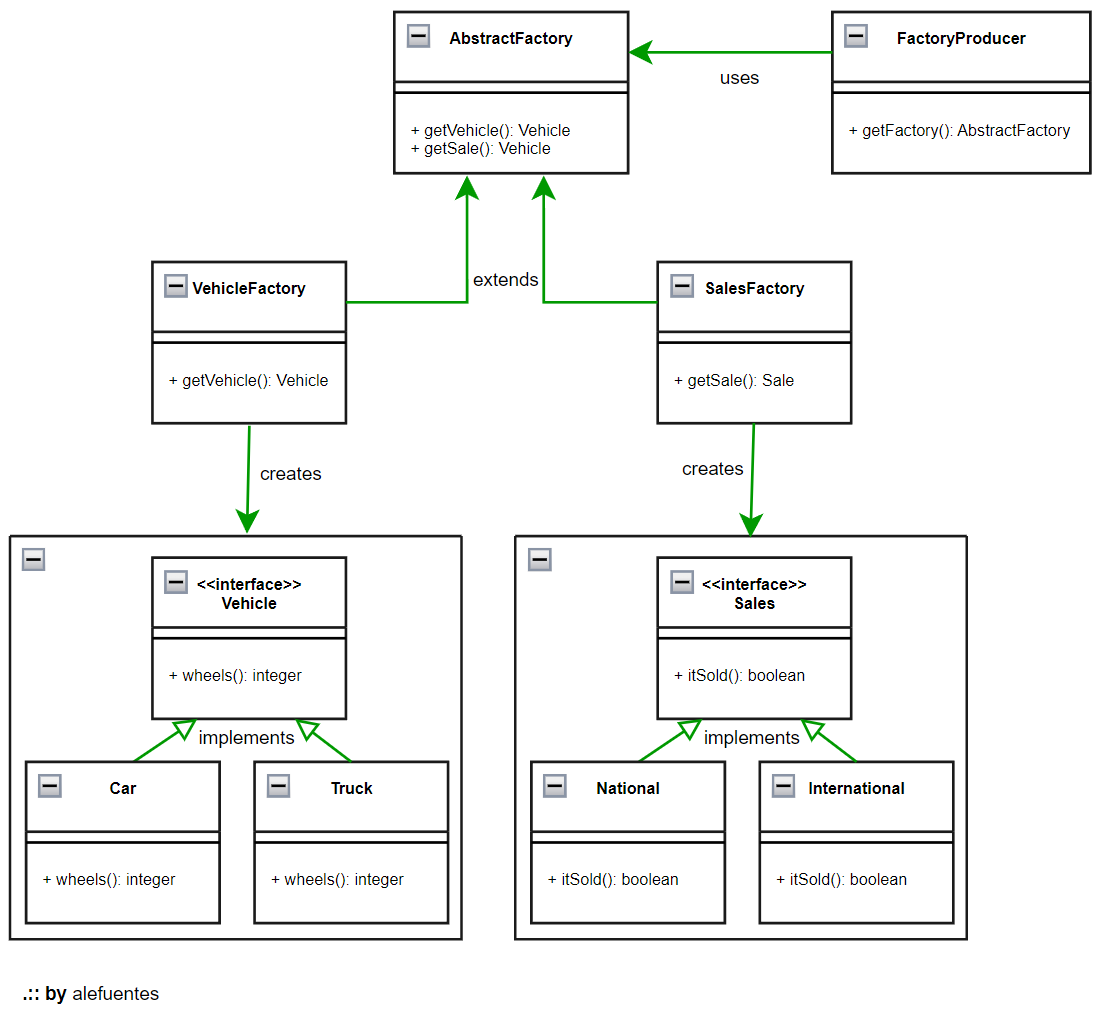 AbstractFactory
+ getVehicle(): Vehicle
+ getSale(): Vehicle
uses
FactoryProducer
+ getFactory(): AbstractFactory
extends
VehicleFactory
+ getVehicle(): Vehicle
SalesFactory
+ getSale(): Sale
creates
creates
<<interface>>
Vehicle
+ wheels(): integer
implements
Car
+ wheels(): integer
Truck
+ wheels(): integer
<<interface>>
Sales
+ itSold(): boolean
implements
National
+ itSold(): boolean
International
+ itSold(): boolean
.:: by alefuentes